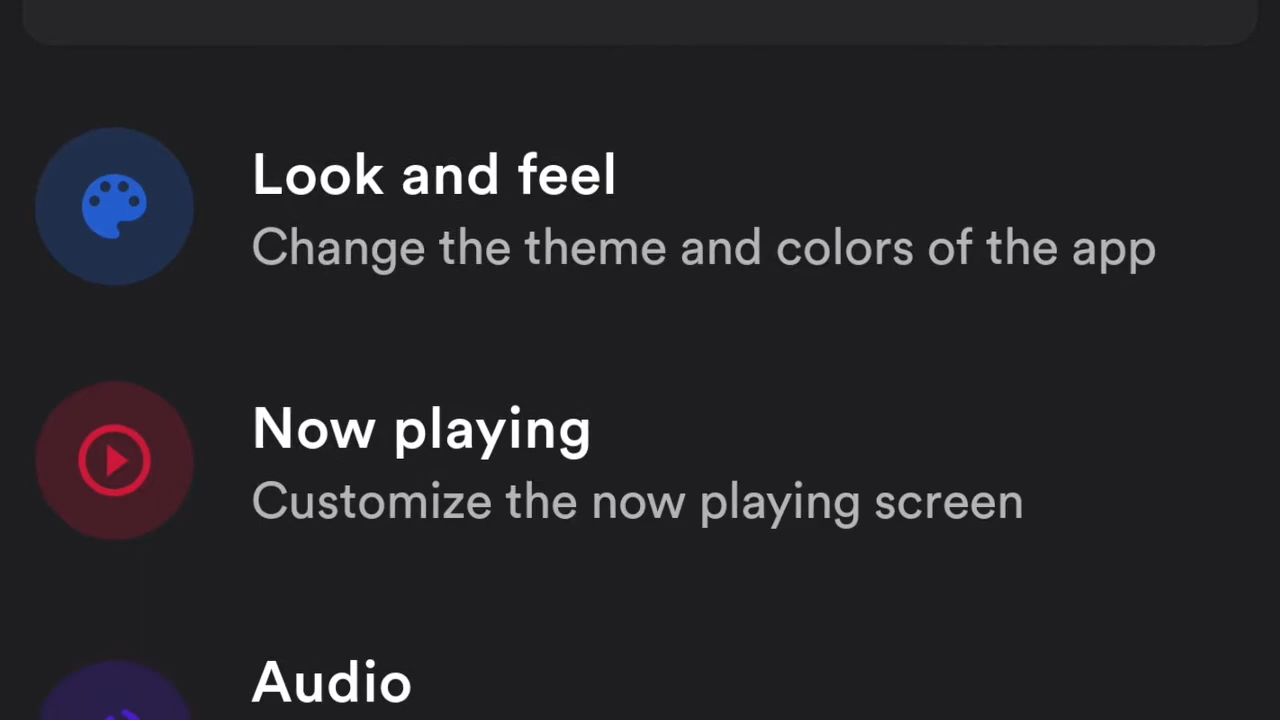 Look and feel
Change the theme and colors of the app
Now playing
Customize the now playing screen
Audio